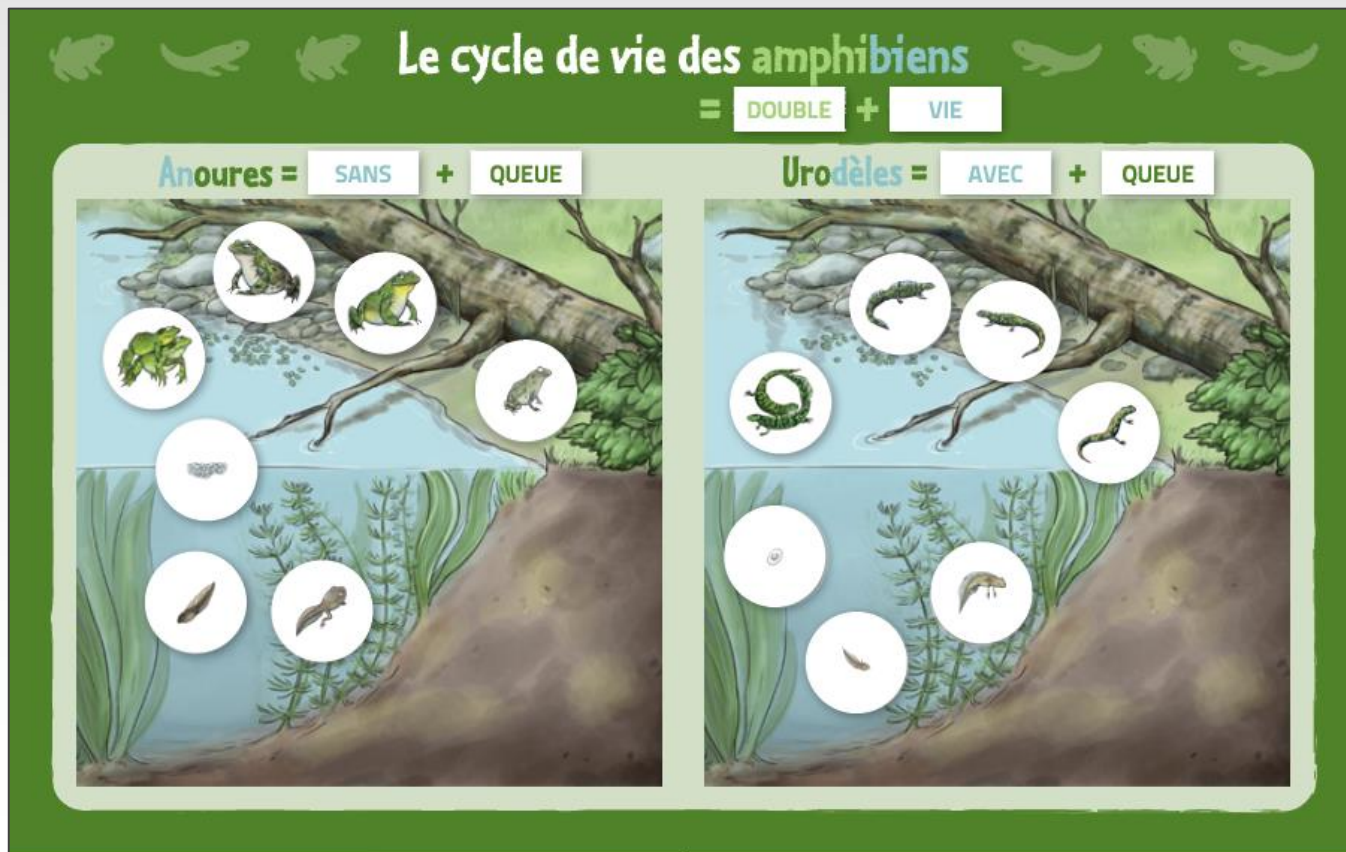 Le cycle de vie des amphibiens
= DOUBLE + VIE
Anoures = SANS + QUEUE
Urodèles = AVEC + QUEUE